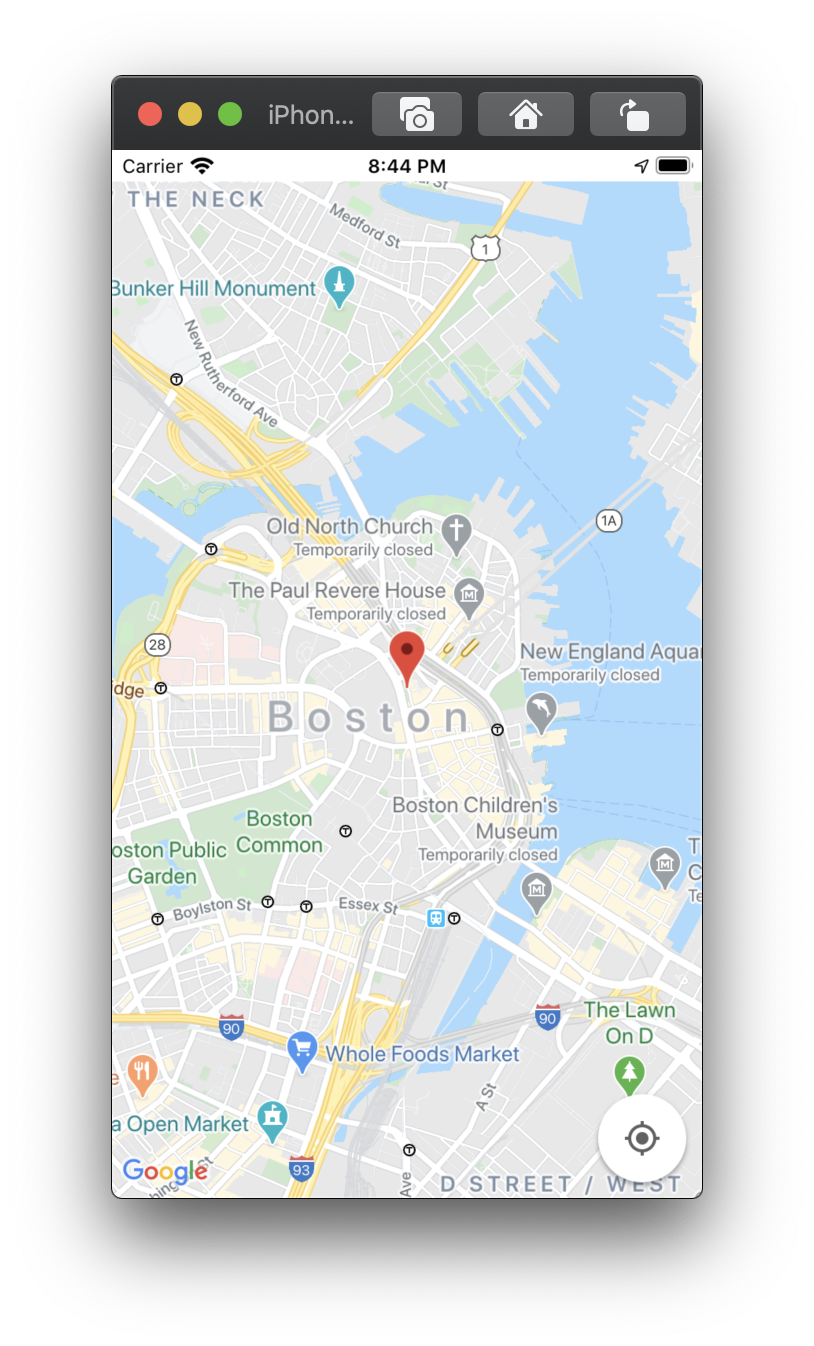 iPhon...
Carrier
8:44 PM
THE NECK
Medford St
1
Bunker Hill Monument
New Rutherford Ave
1A
Old North Church
Temporarily closed
The Paul Revere House
Temporarily closed
28
New England Aqua
Temporarily closed
idge
Boston
Boston Children's
Museum
Temporarily closed
Boston
Common
oston Public
Garden
T
C
Te
Boylston St
Essex St
90
90
The Lawn
On D
Whole Foods Market
e
A St
a Open Market
Google
93
Ave
D STREET / WEST